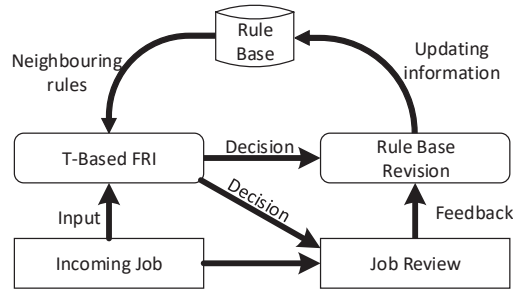 Rule
Base
Neighbouring
rules
Updating
information
T-Based FRI
Decision
Rule Base
Revision
Decision
Input
Feedback
Incoming Job
Job Review